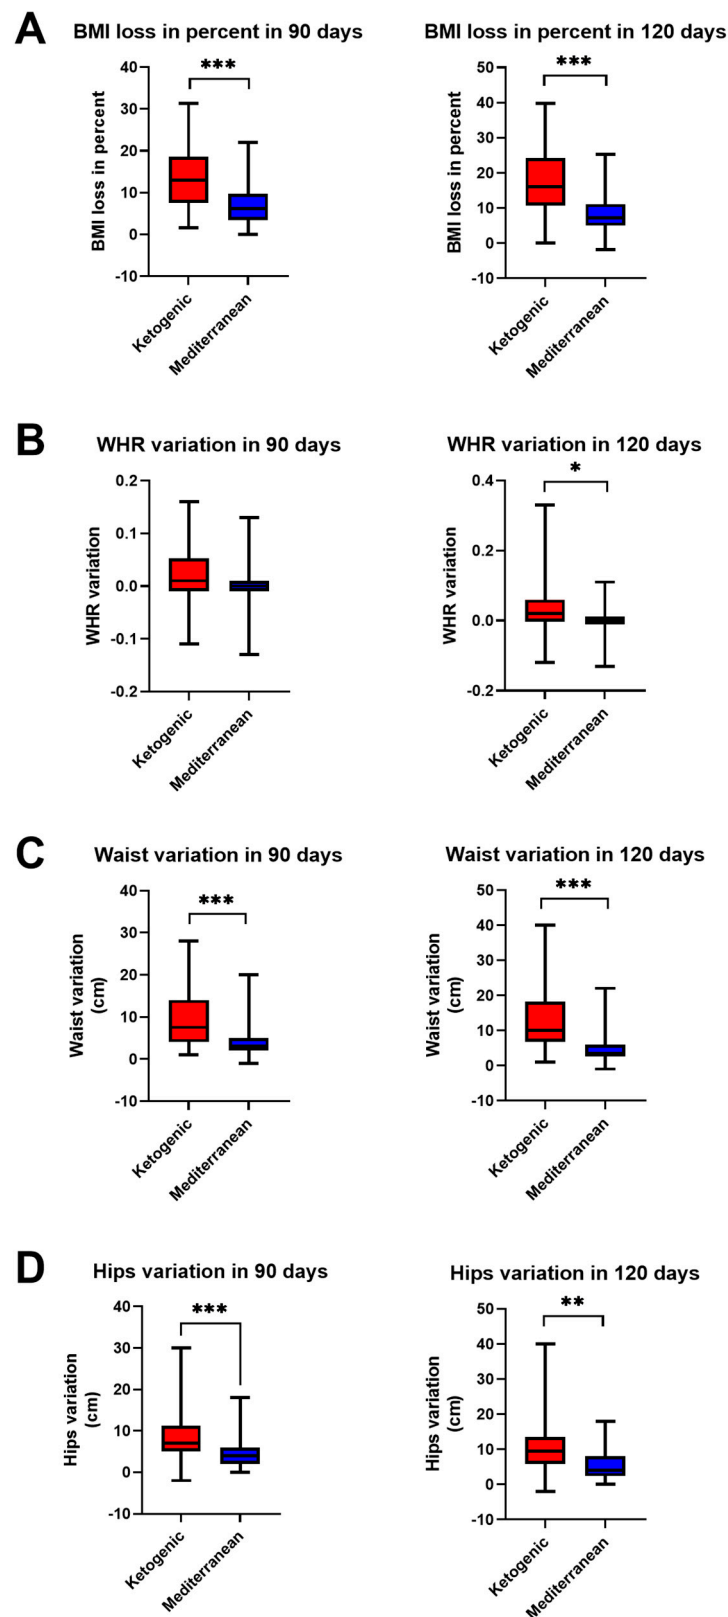 A
BMI loss in percent in 90 days
BMI loss in percent in 120 days
BMI loss in percent
40
30
20
10
0
-10
***
Ketogenic
Mediterranean
BMI loss in percent
50
40
30
20
10
0
-10
***
Ketogenic
Mediterranean
B
WHR variation in 90 days
WHR variation in 120 days
WHR variation
0.2
0.1
0.0
-0.1
-0.2
Ketogenic
Mediterranean
WHR variation
0.4
0.2
0.0
-0.2
*
Ketogenic
Mediterranean
C
Waist variation in 90 days
Waist variation in 120 days
Waist variation
(cm)
40
30
20
10
0
-10
***
Ketogenic
Mediterranean
Waist variation
(cm)
50
40
30
20
10
0
-10
***
Ketogenic
Mediterranean
D
Hips variation in 90 days
Hips variation in 120 days
Hips variation
(cm)
40
30
20
10
0
-10
***
Ketogenic
Mediterranean
Hips variation
(cm)
50
40
30
20
10
0
-10
**
Ketogenic
Mediterranean